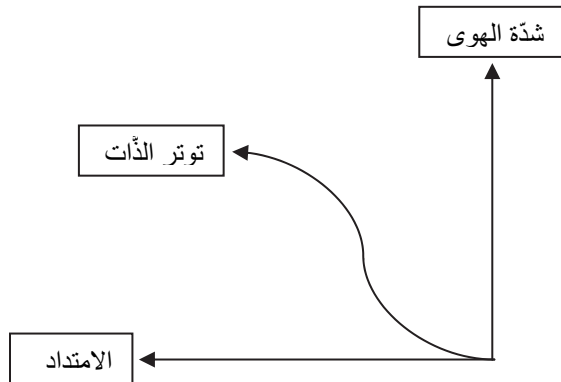 شدّة الهوى
توتر الذَّات
الامتداد